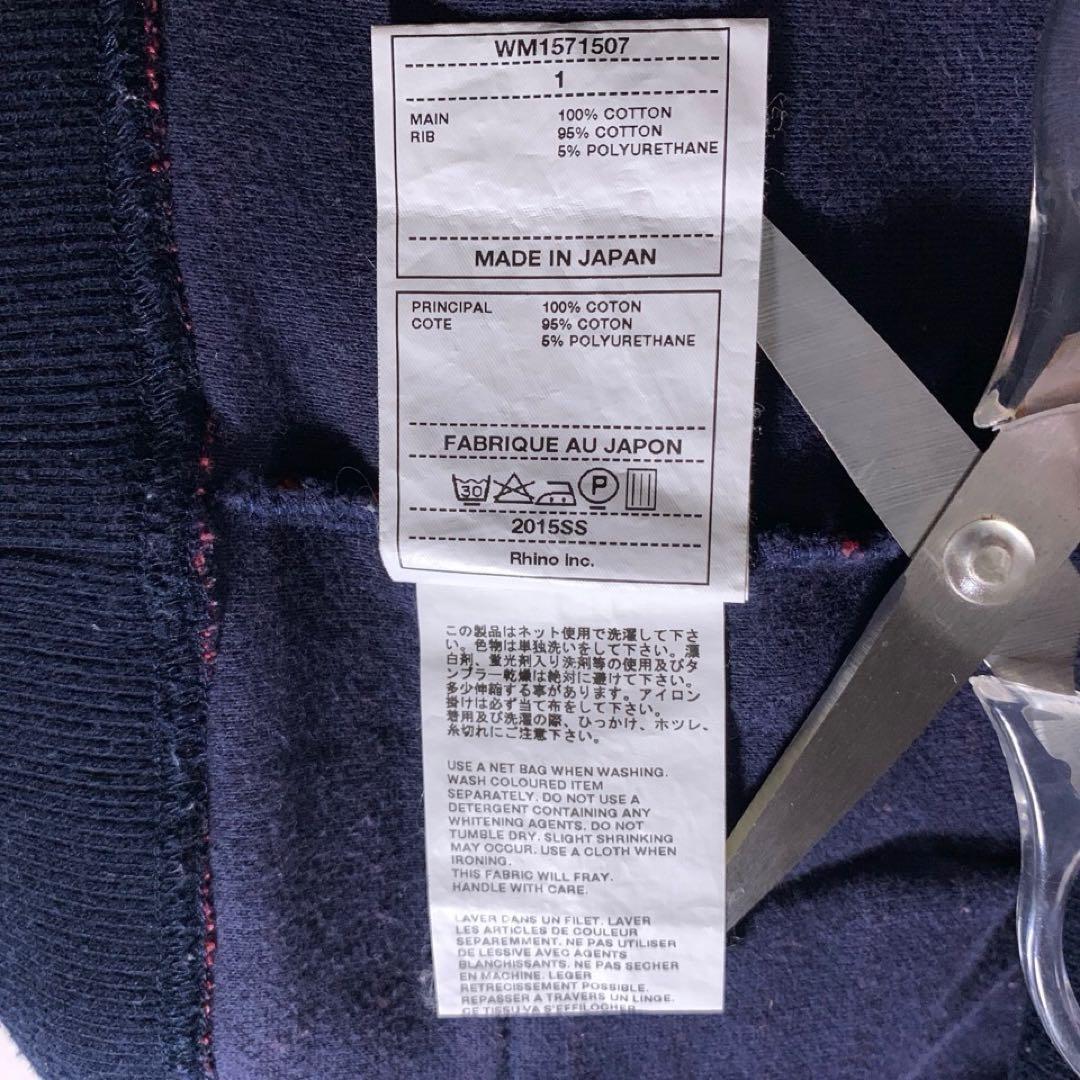 WM1571507
1
MAIN 100% COTTON
RIB 95% COTTON
5% POLYURETHANE
MADE IN JAPAN
PRINCIPAL 100% COTON
COTE 95% COTON
5% POLYURETHANE
FABRIQUE AU JAPON
30 P
2015SS
Rhino Inc.
この製品はネット使用で洗濯して下さ
い。色物は単独洗いをして下さい。漂
白剤、蛍光剤入り洗剤等の使用及びタ
ンブラー乾燥は絶対に避けて下さい。
多少伸縮する事があります。アイロン
掛けは必ず当て布をして下さい。
着用及び洗濯の際、ひっかけ、ホツレ、
糸切れにご注意下さい。
USE A NET BAG WHEN WASHING.
WASH COLOURED ITEM
SEPARATELY. DO NOT USE A
DETERGENT CONTAINING ANY
WHITENING AGENTS. DO NOT
TUMBLE DRY. SLIGHT SHRINKING
MAY OCCUR. USE A CLOTH WHEN
IRONING.
THIS FABRIC WILL FRAY.
HANDLE WITH CARE.
LAVER DANS UN FILET. LAVER
LES ARTICLES DE COULEUR
SEPAREMMENT. NE PAS UTILISER
DE LESSIVE AVEC AGENTS
BLANCHISSANTS. NE PAS SECHER
EN MACHINE. LEGER
RETRECISSEMENT POSSIBLE.
REPASSER A TRAVERS UN LINGE.
CE TISSU VA S'EFFILOCHER